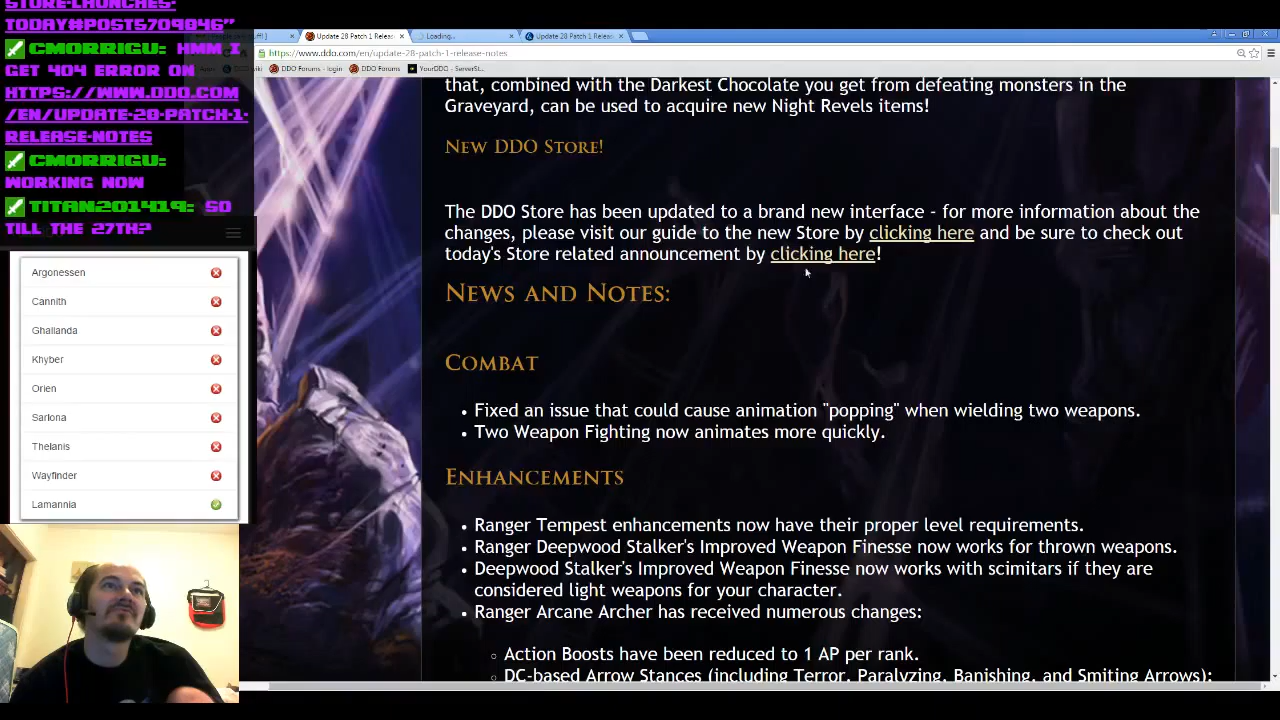 STORE-LAUNCHES-
TODAY#POST5709846"
CMORRIGU: HMM I
GET 404 ERROR ON
HTTPS://WWW.DDO.COM
/EN/UPDATE-28-PATCH-1-
RELEASE-NOTES
CMORRIGU:
WORKING NOW
TITAN201419: SO
TILL THE 27TH?
Update 28 Patch 1 Release
Loading...
Update 28 Patch 1 Release
https://www.ddo.com/en/update-28-patch-1-release-notes
DDO Forums - login
DDO Forums
YourDDO - ServerSt...
that, combined with the Darkest Chocolate you get from defeating monsters in the
Graveyard, can be used to acquire new Night Revels items!
New DDO Store!
The DDO Store has been updated to a brand new interface - for more information about the
changes, please visit our guide to the new Store by clicking here and be sure to check out
today's Store related announcement by clicking here!
News and Notes:
Combat
• Fixed an issue that could cause animation "popping" when wielding two weapons.
• Two Weapon Fighting now animates more quickly.
Enhancements
• Ranger Tempest enhancements now have their proper level requirements.
• Ranger Deepwood Stalker's Improved Weapon Finesse now works for thrown weapons.
• Deepwood Stalker's Improved Weapon Finesse now works with scimitars if they are
considered light weapons for your character.
• Ranger Arcane Archer has received numerous changes:
◦ Action Boosts have been reduced to 1 AP per rank.
◦ DC-based Arrow Stances (including Terror, Paralyzing, Banishing, and Smiting Arrows):
Argonessen
Cannith
Ghallanda
Khyber
Orien
Sarlona
Thelanis
Wayfinder
Lamannia